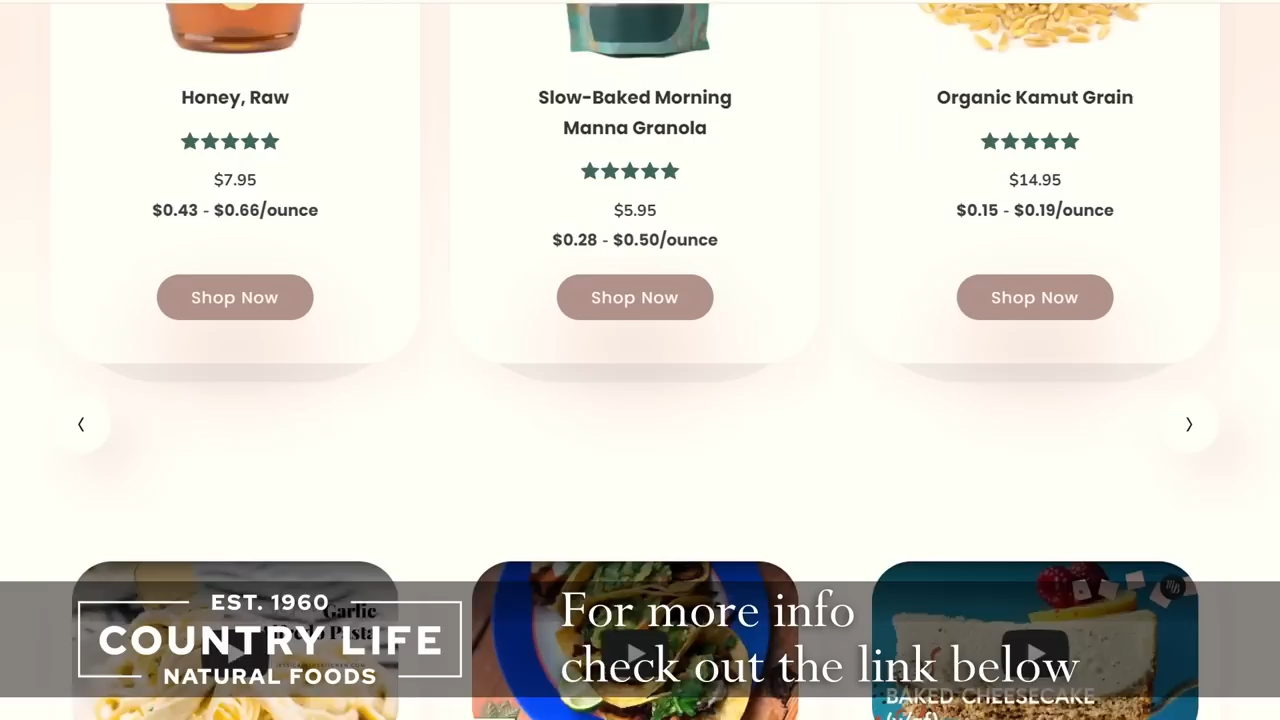 Honey, Raw
$7.95
$0.43 - $0.66/ounce
Shop Now
Slow-Baked Morning
Manna Granola
$5.95
$0.28 - $0.50/ounce
Shop Now
Organic Kamut Grain
$14.95
$0.15 - $0.19/ounce
Shop Now
EST. 1960
COUNTRY LIFE
NATURAL FOODS
Garlic
For more info
check out the link below
BAKED CHEESECAKE